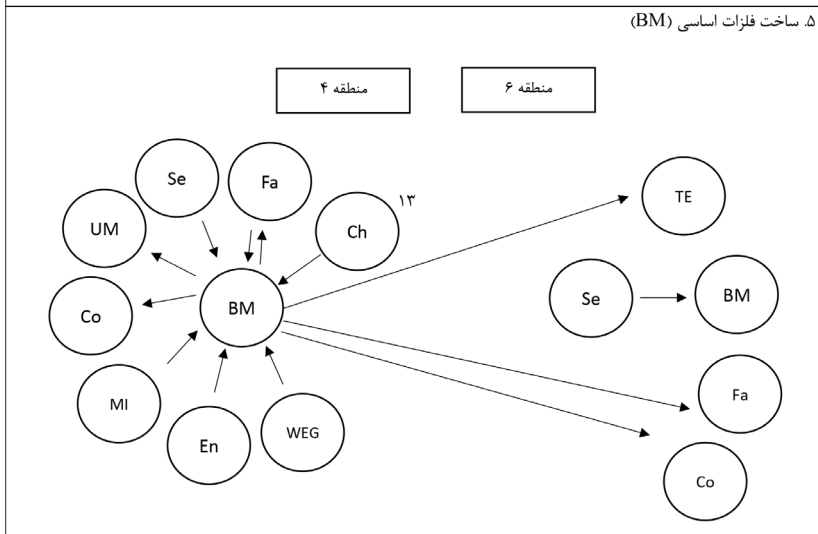 ۵. ساخت فلزات اساسی (BM)
منطقه ۴
منطقه ۶
Se
Fa
۱۳
Ch
UM
BM
Co
MI
En
WEG
TE
Se
BM
Fa
Co